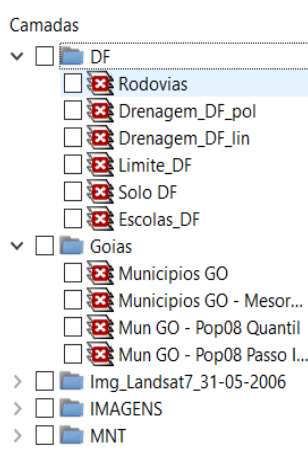 Camadas
DF
Rodovias
Drenagem_DF_pol
Drenagem_DF_lin
Limite_DF
Solo DF
Escolas_DF
Goias
Municipios GO
Municipios GO - Mesor...
Mun GO - Pop08 Quantil
Mun GO - Pop08 Passo I...
Img_Landsat7_31-05-2006
IMAGENS
MNT